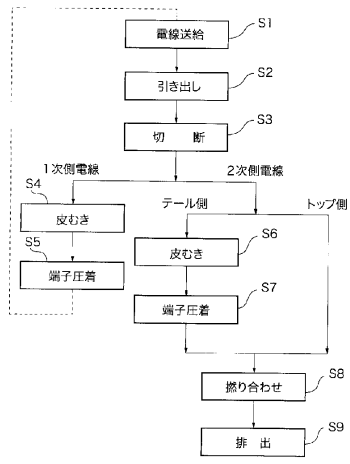 電線送給
S1
引き出し
S2
切 断
S3
1次側電線
2次側電線
S4
皮むき
S5
端子圧着
テール側
トップ側
皮むき
S6
端子圧着
S7
撚り合わせ
S8
排 出
S9